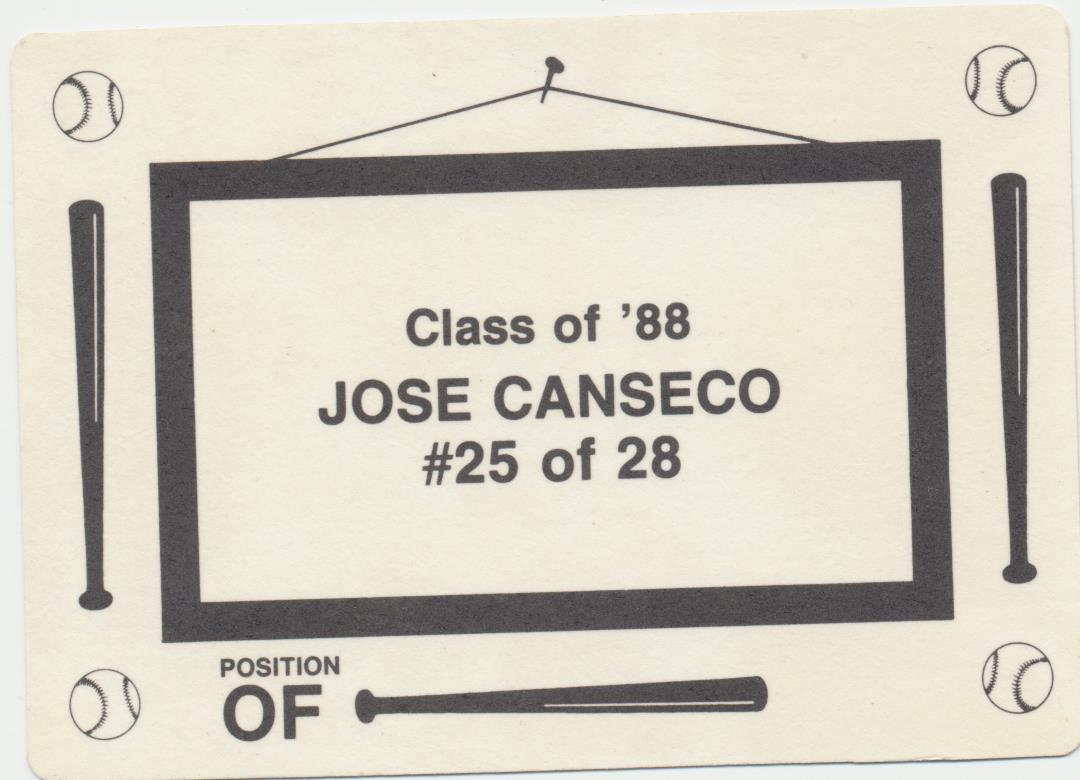 Class of ’88
JOSE CANSECO
#25 of 28
POSITION
OF